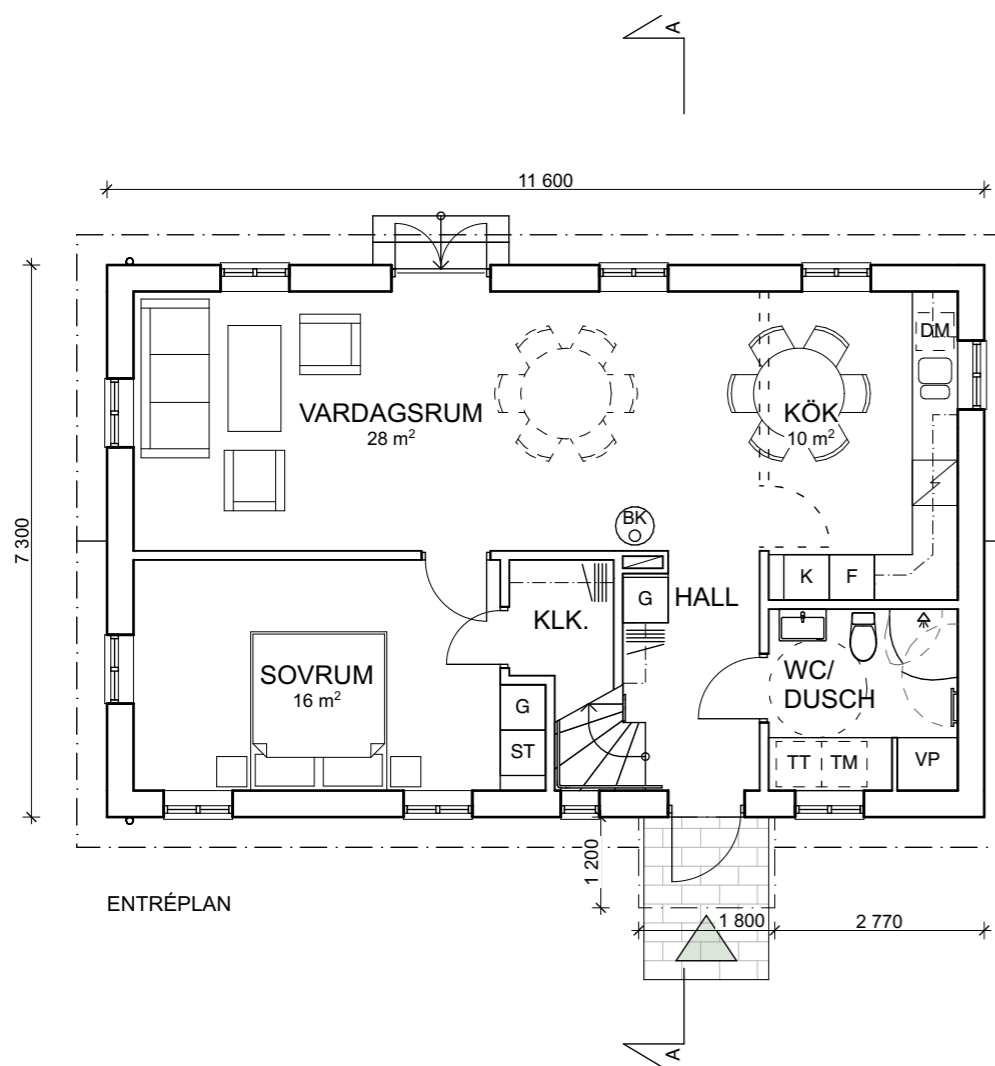 A
11 600
DM
VARDAGSRUM
28 m²
KÖK
10 m²
7 300
BK
K
F
G
HALL
KLK.
SOVRUM
16 m²
WC/
DUSCH
G
ST
TT
TM
VP
1 200
ENTRÉPLAN
1 800
2 770
A